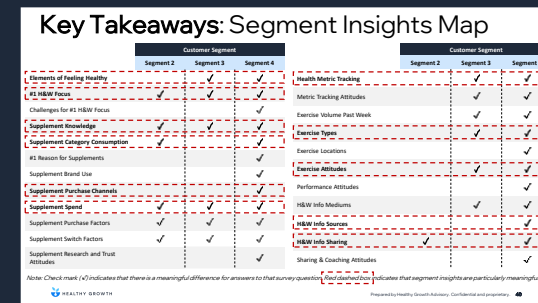 Key Takeaways: Segment Insights Map
Customer Segment
Segment 2 Segment 3 Segment 4
Elements of Feeling Healthy ✓ ✓
#1 H&W Focus ✓ ✓ ✓
Challenges for #1 H&W Focus ✓
Supplement Knowledge ✓ ✓ ✓
Supplement Category Consumption ✓ ✓
#1 Reason for Supplements ✓
Supplement Brand Use ✓
Supplement Purchase Channels ✓
Supplement Spend ✓ ✓ ✓
Supplement Purchase Factors ✓ ✓ ✓
Supplement Switch Factors ✓ ✓ ✓
Supplement Research and Trust
Attitudes ✓
Customer Segment
Segment 2 Segment 3 Segment
Health Metric Tracking ✓ ✓
Metric Tracking Attitudes ✓ ✓
Exercise Volume Past Week ✓ ✓
Exercise Types ✓ ✓
Exercise Locations ✓
Exercise Attitudes ✓ ✓
Performance Attitudes ✓
H&W Info Mediums ✓ ✓
H&W Info Sources ✓
H&W Info Sharing ✓ ✓
Sharing & Coaching Attitudes ✓
Note: Check mark (√) indicates that there is a meaningful difference for answers to that survey question. Red dashed box indicates that segment insights are particularly meaningful
HEALTHY GROWTH
Prepared by Healthy Growth Advisory. Confidential and proprietary.